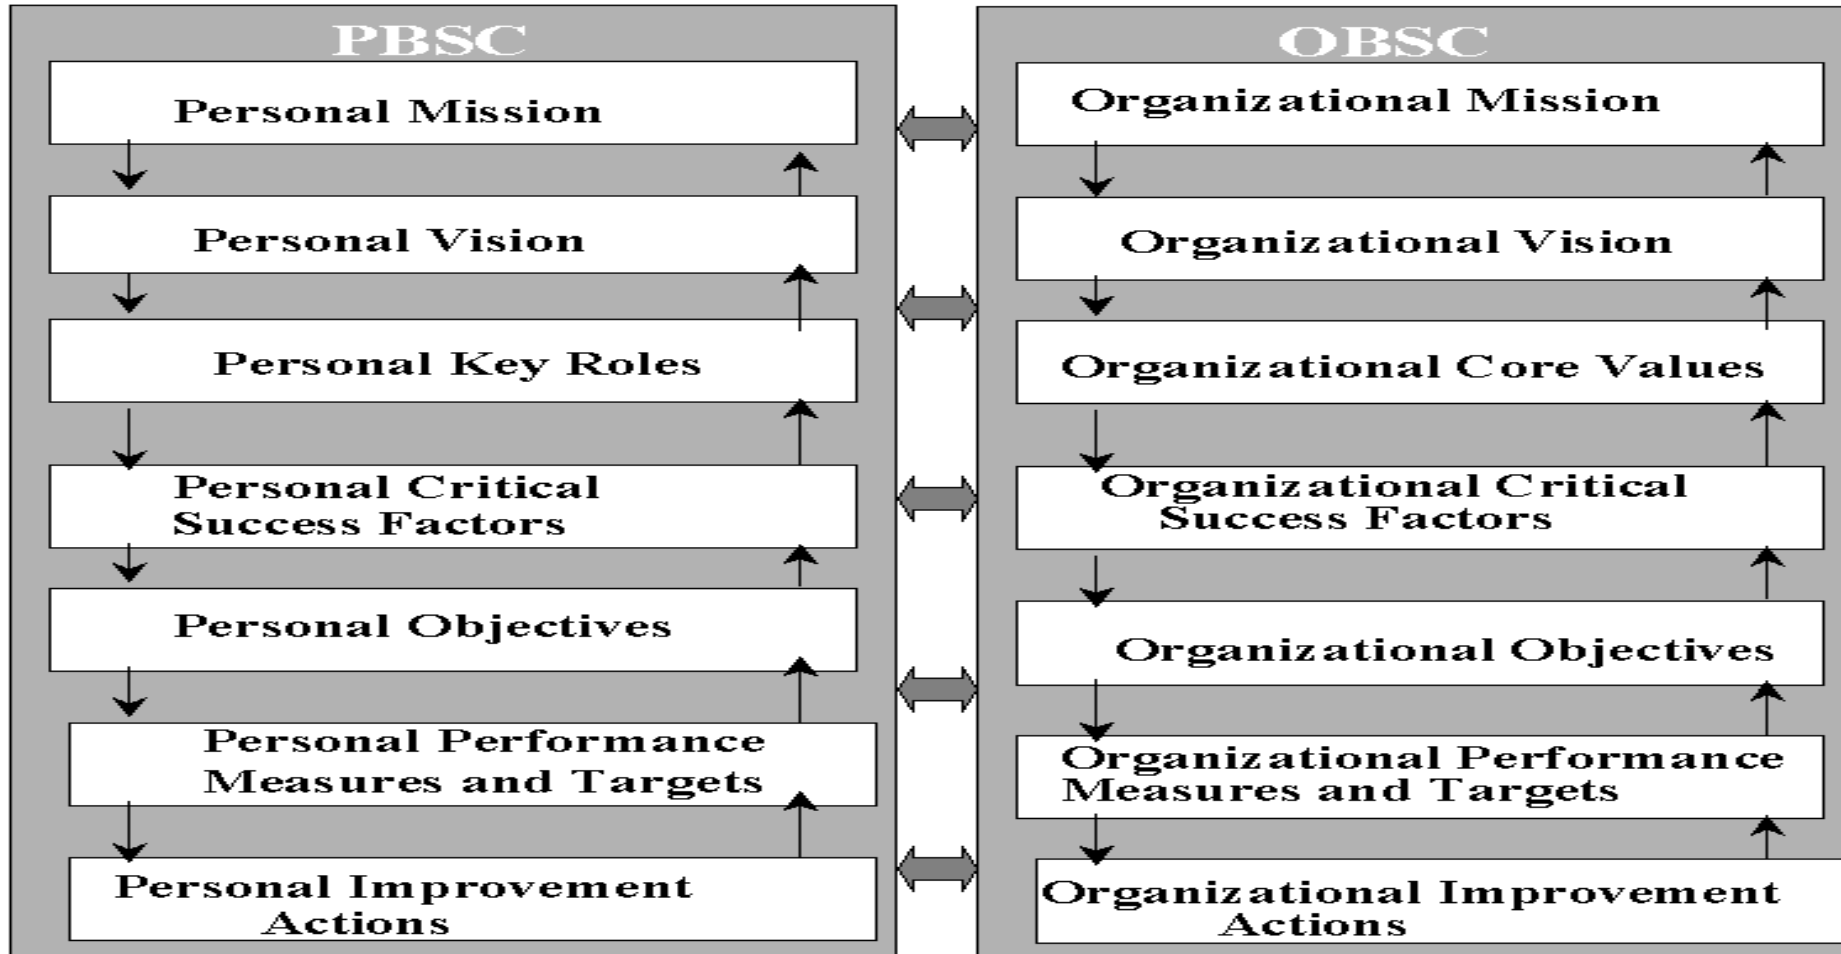 PBSC
Personal Mission
Personal Vision
Personal Key Roles
Personal Critical
Success Factors
Personal Objectives
Personal Performance
Measures and Targets
Personal Improvement
Actions
OBSC
Organizational Mission
Organizational Vision
Organizational Core Values
Organizational Critical
Success Factors
Organizational Objectives
Organizational Performance
Measures and Targets
Organizational Improvement
Actions